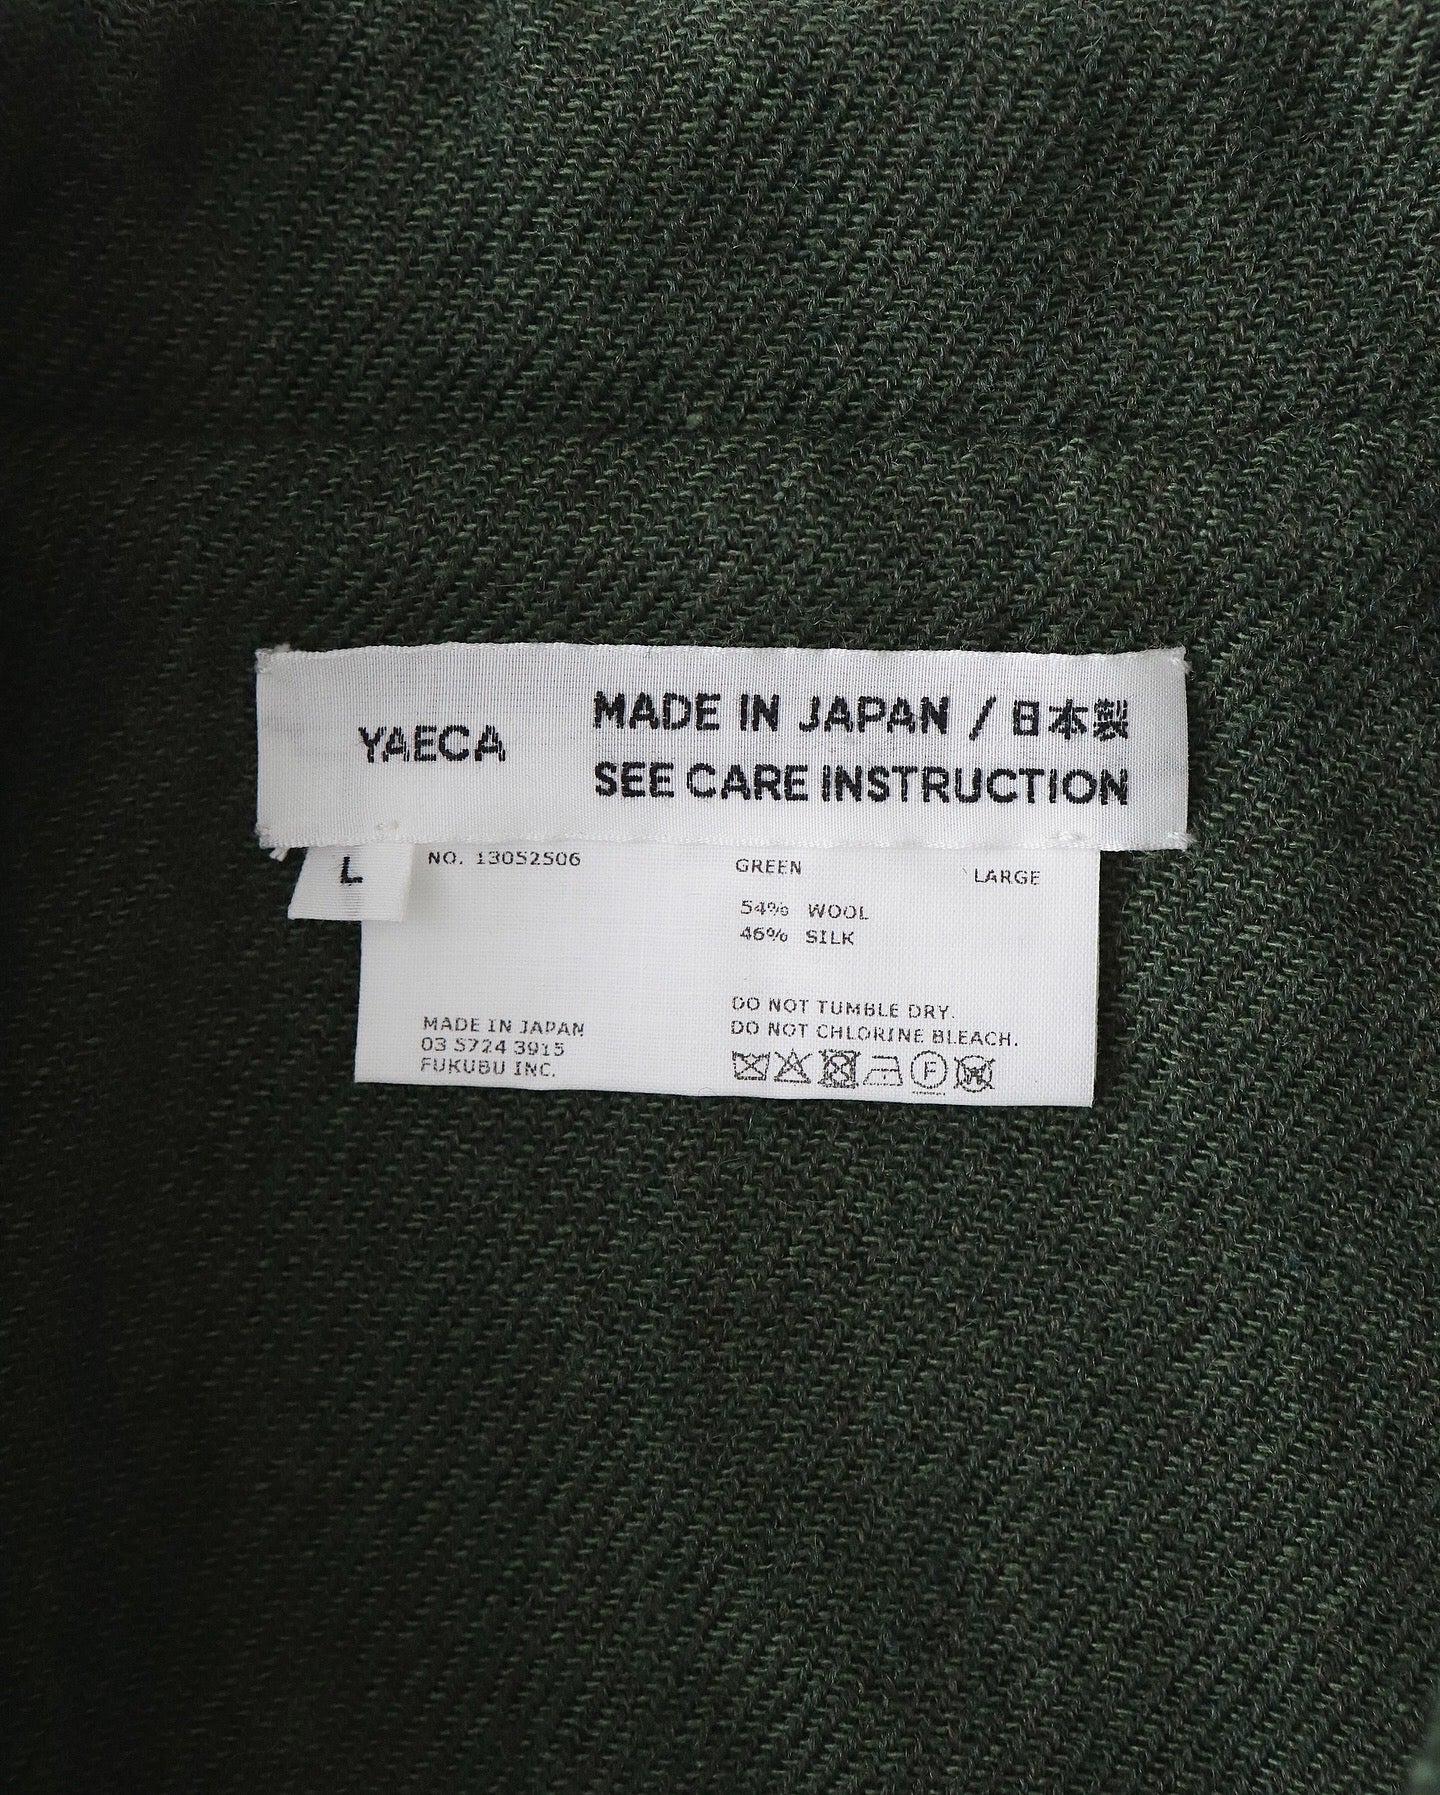 YAECA
MADE IN JAPAN / 日本製
SEE CARE INSTRUCTION
L
NO. 13052506
GREEN
LARGE
54% WOOL
46% SILK
MADE IN JAPAN
03 5724 3915
FUKUBU INC.
DO NOT TUMBLE DRY.
DO NOT CHLORINE BLEACH.
F
W